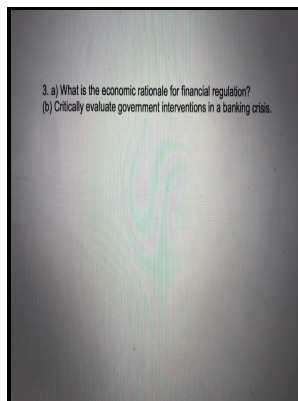 3. a) What is the economic rationale for financial regulation?
(b) Critically evaluate government interventions in a banking crisis.